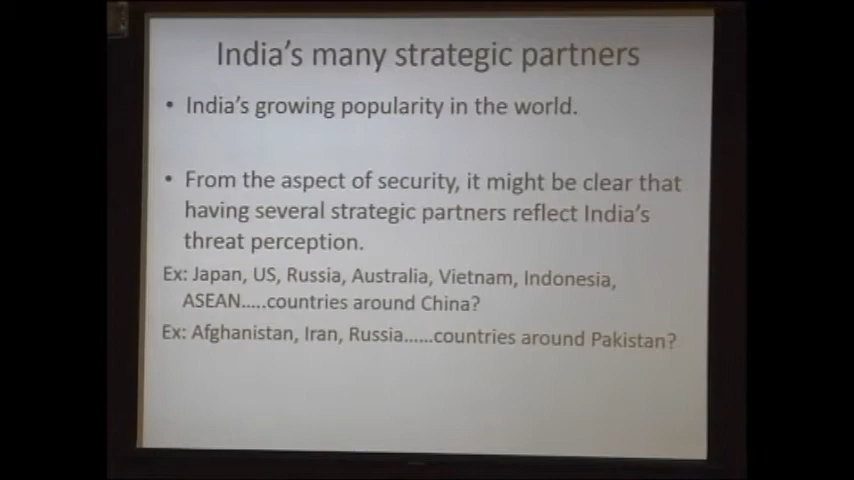 India's many strategic partners
• India's growing popularity in the world.
• From the aspect of security, it might be clear that
having several strategic partners reflect India's
threat perception.
Ex: Japan, US, Russia, Australia, Vietnam, Indonesia,
ASEAN.....countries around China?
Ex: Afghanistan, Iran, Russia......countries around Pakistan?